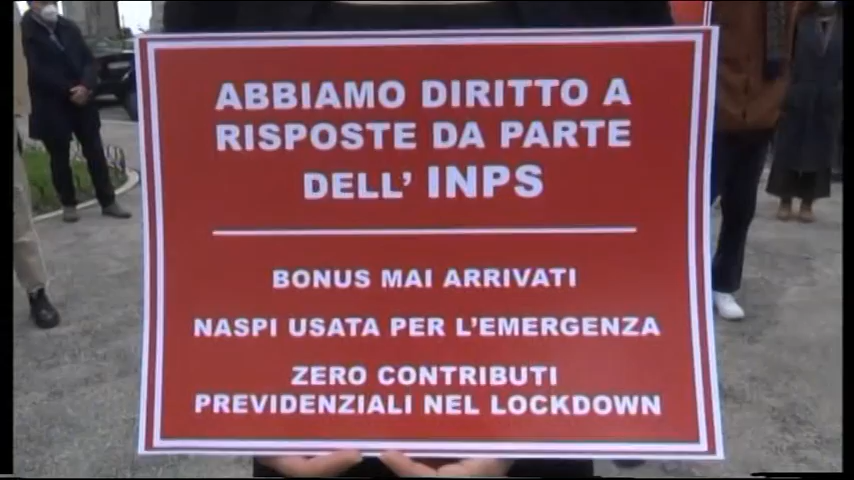 ABBIAMO DIRITTO A
RISPOSTE DA PARTE
DELL' INPS
BONUS MAI ARRIVATI
NASPI USATA PER L'EMERGENZA
ZERO CONTRIBUTI
PREVIDENZIALI NEL LOCKDOWN